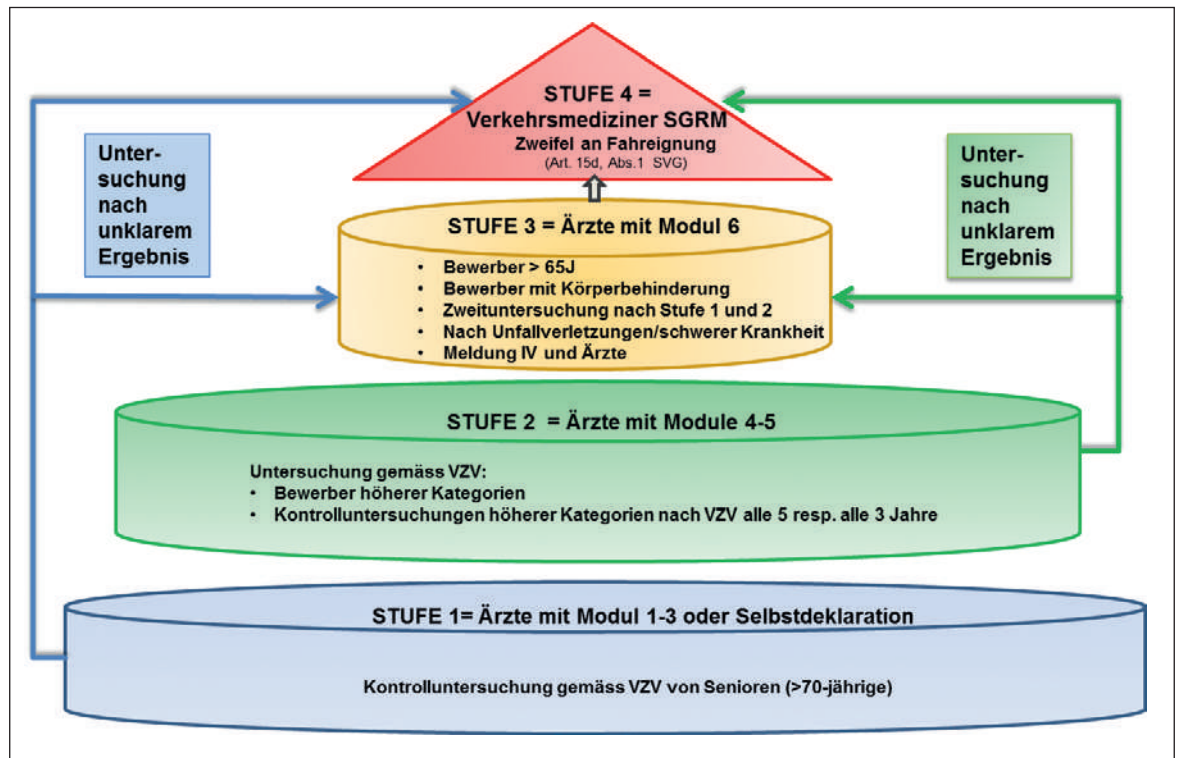 STUFE 4 =
Verkehrsmediziner SGRM
Zweifel an Fahreignung
(Art. 15d, Abs.1 SVG)
Unter-
suchung
nach
unklarem
Ergebnis
Unter-
suchung
nach
unklarem
Ergebnis
STUFE 3 = Ärzte mit Modul 6
• Bewerber > 65J
• Bewerber mit Körperbehinderung
• Zweituntersuchung nach Stufe 1 und 2
• Nach Unfallverletzungen/schwerer Krankheit
• Meldung IV und Ärzte
STUFE 2 = Ärzte mit Module 4-5
Untersuchung gemäss VZV:
• Bewerber höherer Kategorien
• Kontrolluntersuchungen höherer Kategorien nach VZV alle 5 resp. alle 3 Jahre
STUFE 1= Ärzte mit Modul 1-3 oder Selbstdeklaration
Kontrolluntersuchung gemäss VZV von Senioren (>70-jährige)